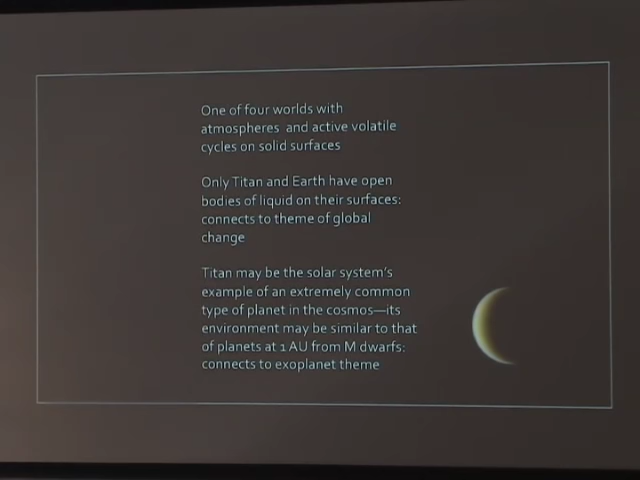 One of four worlds with
atmospheres and active volatile
cycles on solid surfaces
Only Titan and Earth have open
bodies of liquid on their surfaces:
connects to theme of global
change
Titan may be the solar system's
example of an extremely common
type of planet in the cosmos—its
environment may be similar to that
of planets at 1 AU from M dwarfs:
connects to exoplanet theme